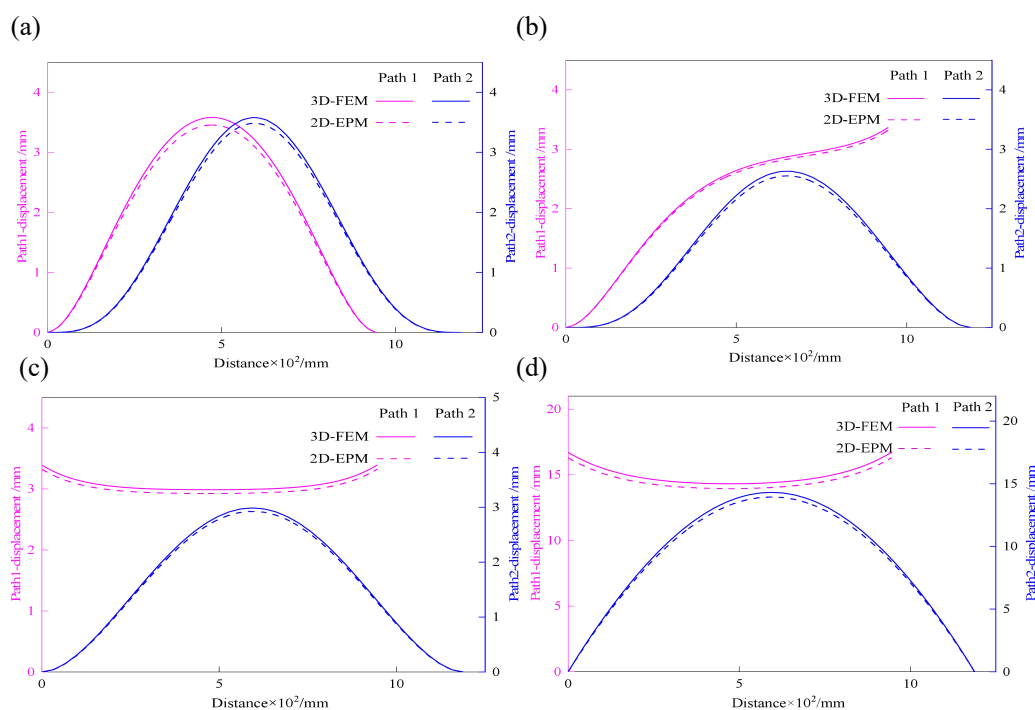 (a)
Path 1 Path 2
3D-FEM
2D-EPM
Path1-displacement /mm
4
3
2
1
0
Path2-displacement /mm
4
3
2
1
0
0 5 10
Distance×10²/mm
(b)
Path 1 Path 2
3D-FEM
2D-EPM
Path1-displacement /mm
4
3
2
1
0
Path2-displacement /mm
4
3
2
1
0
0 5 10
Distance×10²/mm
(c)
Path 1 Path 2
3D-FEM
2D-EPM
Path1-displacement /mm
4
3
2
1
0
Path2-displacement /mm
5
4
3
2
1
0
0 5 10
Distance×10²/mm
(d)
Path 1 Path 2
3D-FEM
2D-EPM
Path1-displacement /mm
20
15
10
5
0
Path2-displacement /mm
20
15
10
5
0
0 5 10
Distance×10²/mm